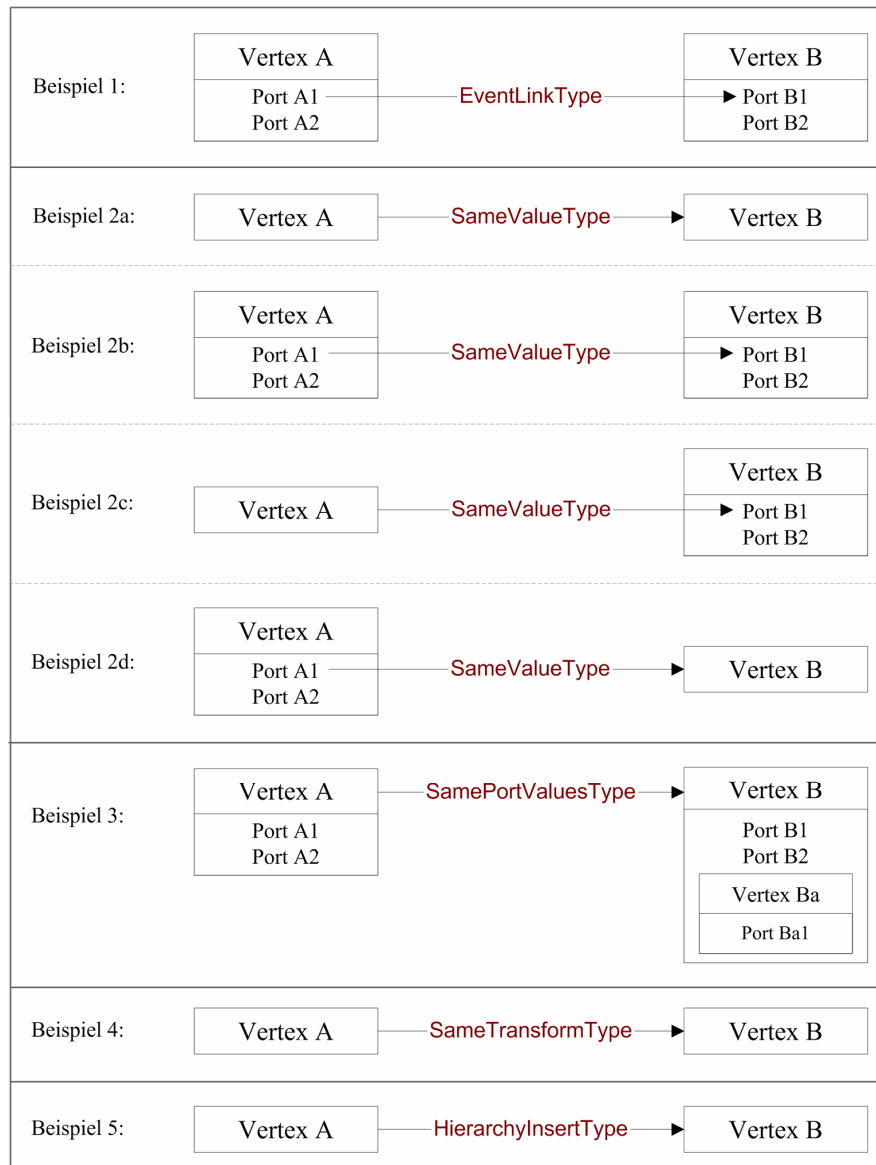 Beispiel 1:
Vertex A
Port A1
Port A2
EventLinkType
Vertex B
Port B1
Port B2
Beispiel 2a:
Vertex A
SameValueType
Vertex B
Beispiel 2b:
Vertex A
Port A1
Port A2
SameValueType
Vertex B
Port B1
Port B2
Beispiel 2c:
Vertex A
SameValueType
Vertex B
Port B1
Port B2
Beispiel 2d:
Vertex A
Port A1
Port A2
SameValueType
Vertex B
Beispiel 3:
Vertex A
Port A1
Port A2
SamePortValuesType
Vertex B
Port B1
Port B2
Vertex Ba
Port Ba1
Beispiel 4:
Vertex A
SameTransformType
Vertex B
Beispiel 5:
Vertex A
HierarchyInsertType
Vertex B